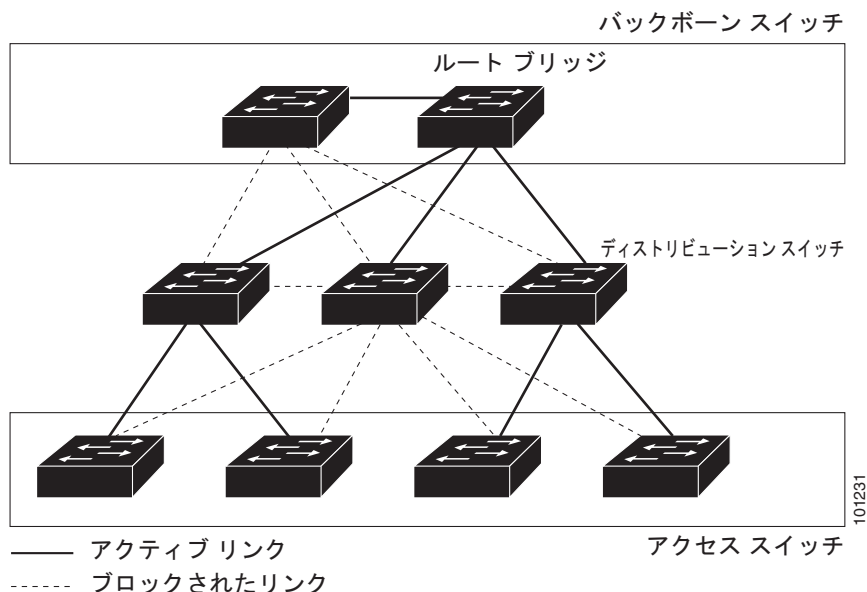 バックボーン スイッチ
ルート ブリッジ
ディストリビューション スイッチ
101231
アクセス スイッチ
アクティブ リンク
ブロックされたリンク